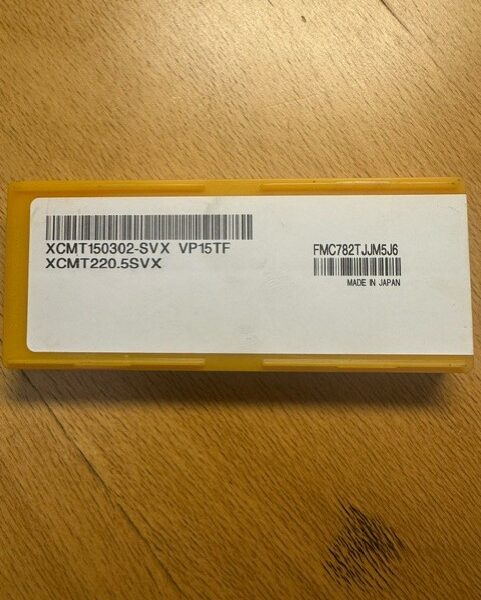 XCMT150302-SVX VP15TF
XCMT220.5SVX
FMC782TJJM5J6
MADE IN JAPAN